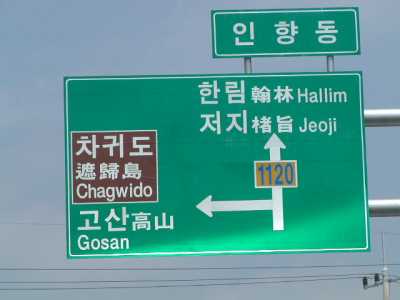 인향동
한림 翰林 Hallim
저지 楮旨 Jeoji
차귀도
遮歸島
Chagwido
1120
고산 高山
Gosan